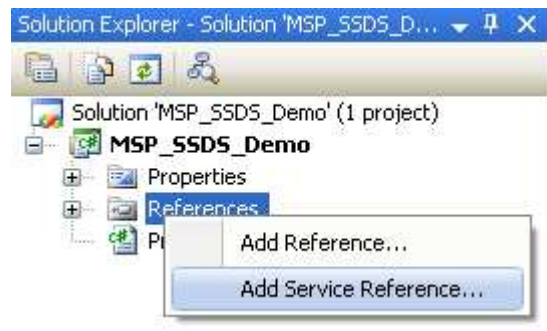 Solution Explorer - Solution 'MSP_SSDS_D...
Solution 'MSP_SSDS_Demo' (1 project)
MSP_SSDS_Demo
Properties
References
Add Reference...
Add Service Reference...